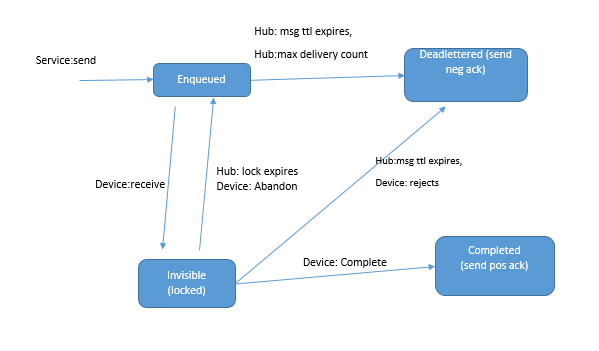 Hub: msg ttl expires,
Hub:max delivery count
Service:send
Deadlettered (send
neg ack)
Enqueued
Hub:msg ttl expires,
Device: rejects
Device:receive
Hub: lock expires
Device: Abandon
Device: Complete
Completed
(send pos ack)
Invisible
(locked)